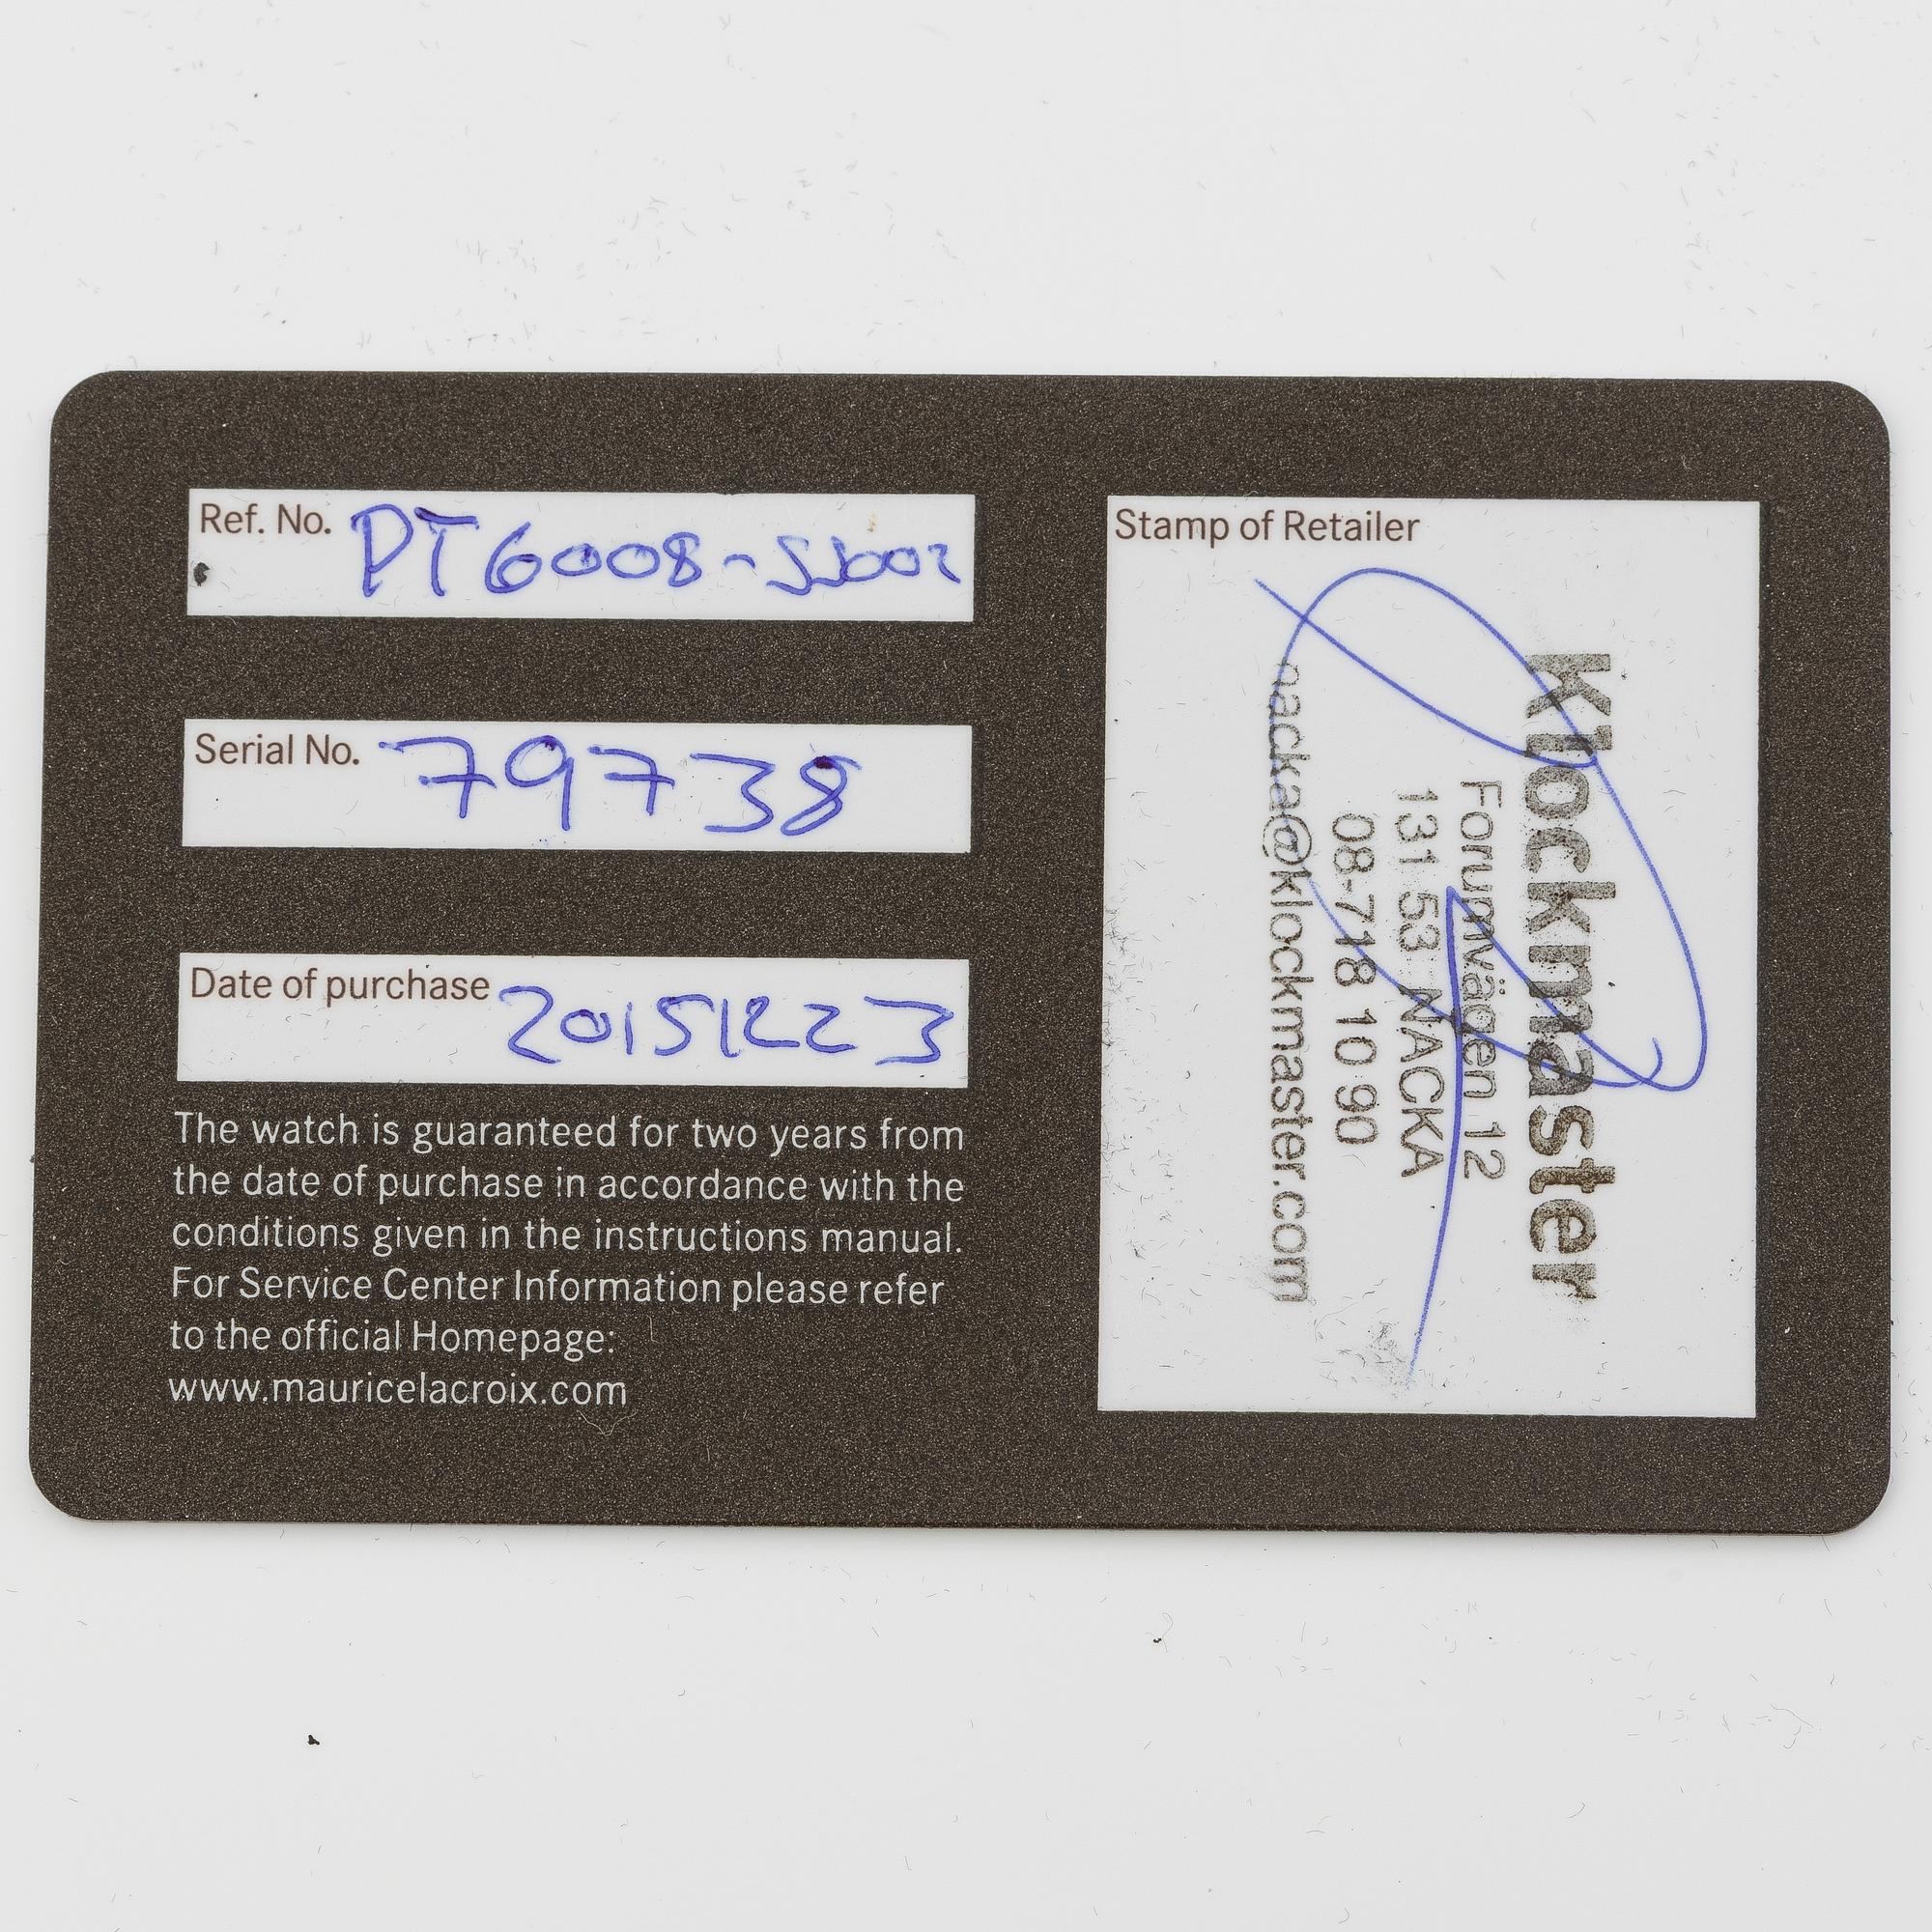 Ref. No. PT6008-SS002
Serial No. 79738
Date of purchase 20151223
The watch is guaranteed for two years from
the date of purchase in accordance with the
conditions given in the instructions manual.
For Service Center Information please refer
to the official Homepage:
www.mauricelacroix.com
Stamp of Retailer
Klockmaster
Forumvägen 12
131 53 NACKA
08-718 10 90
nacka@klockmaster.com